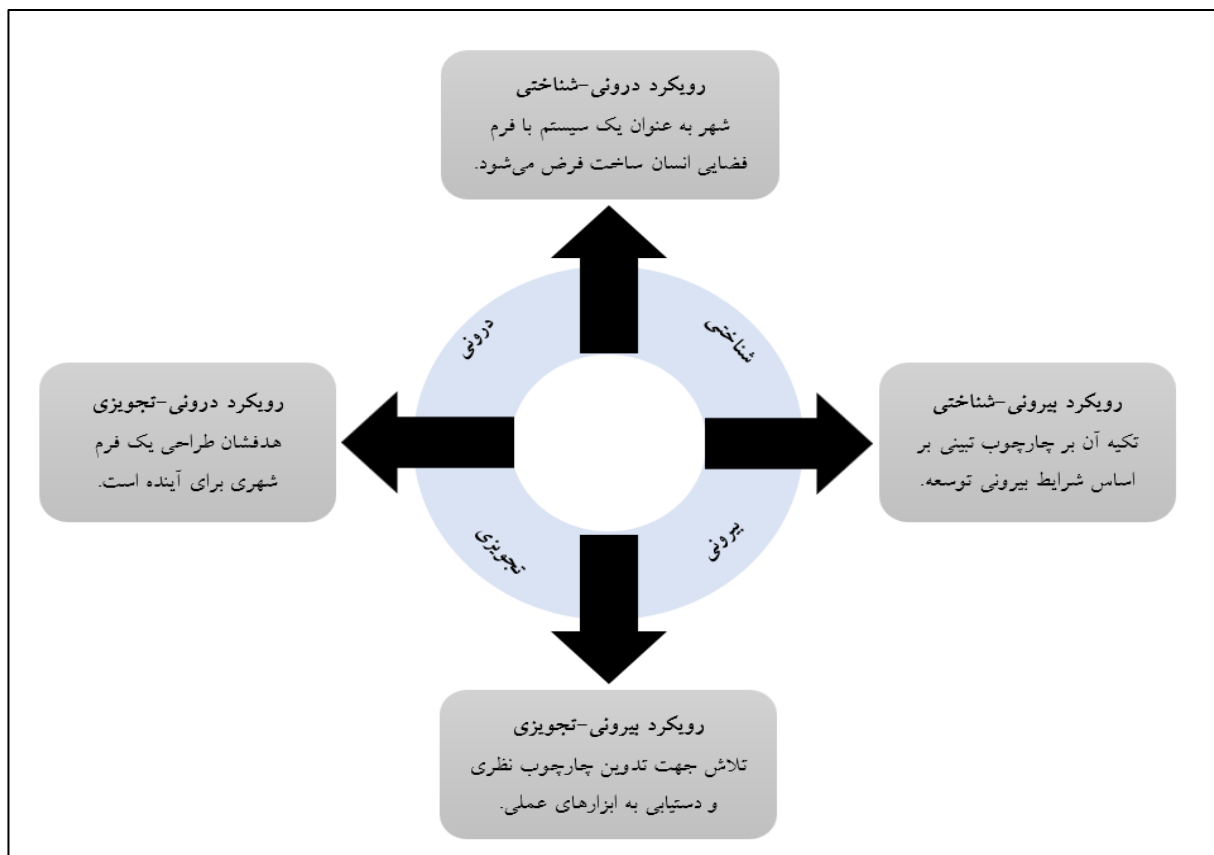 رویکرد درونی-شناختی
شهر به عنوان یک سیستم با فرم
فضایی انسان ساخت فرض می‌شود.
درونی
شناختی
رویکرد بیرونی-شناختی
تکیه آن بر چارچوب تبینی بر
اساس شرایط بیرونی توسعه.
رویکرد درونی-تجویزی
هدفشان طراحی یک فرم
شهری برای آینده است.
بیرونی
تجویزی
رویکرد بیرونی-تجویزی
تلاش جهت تدوین چارچوب نظری
و دستیابی به ابزارهای عملی.